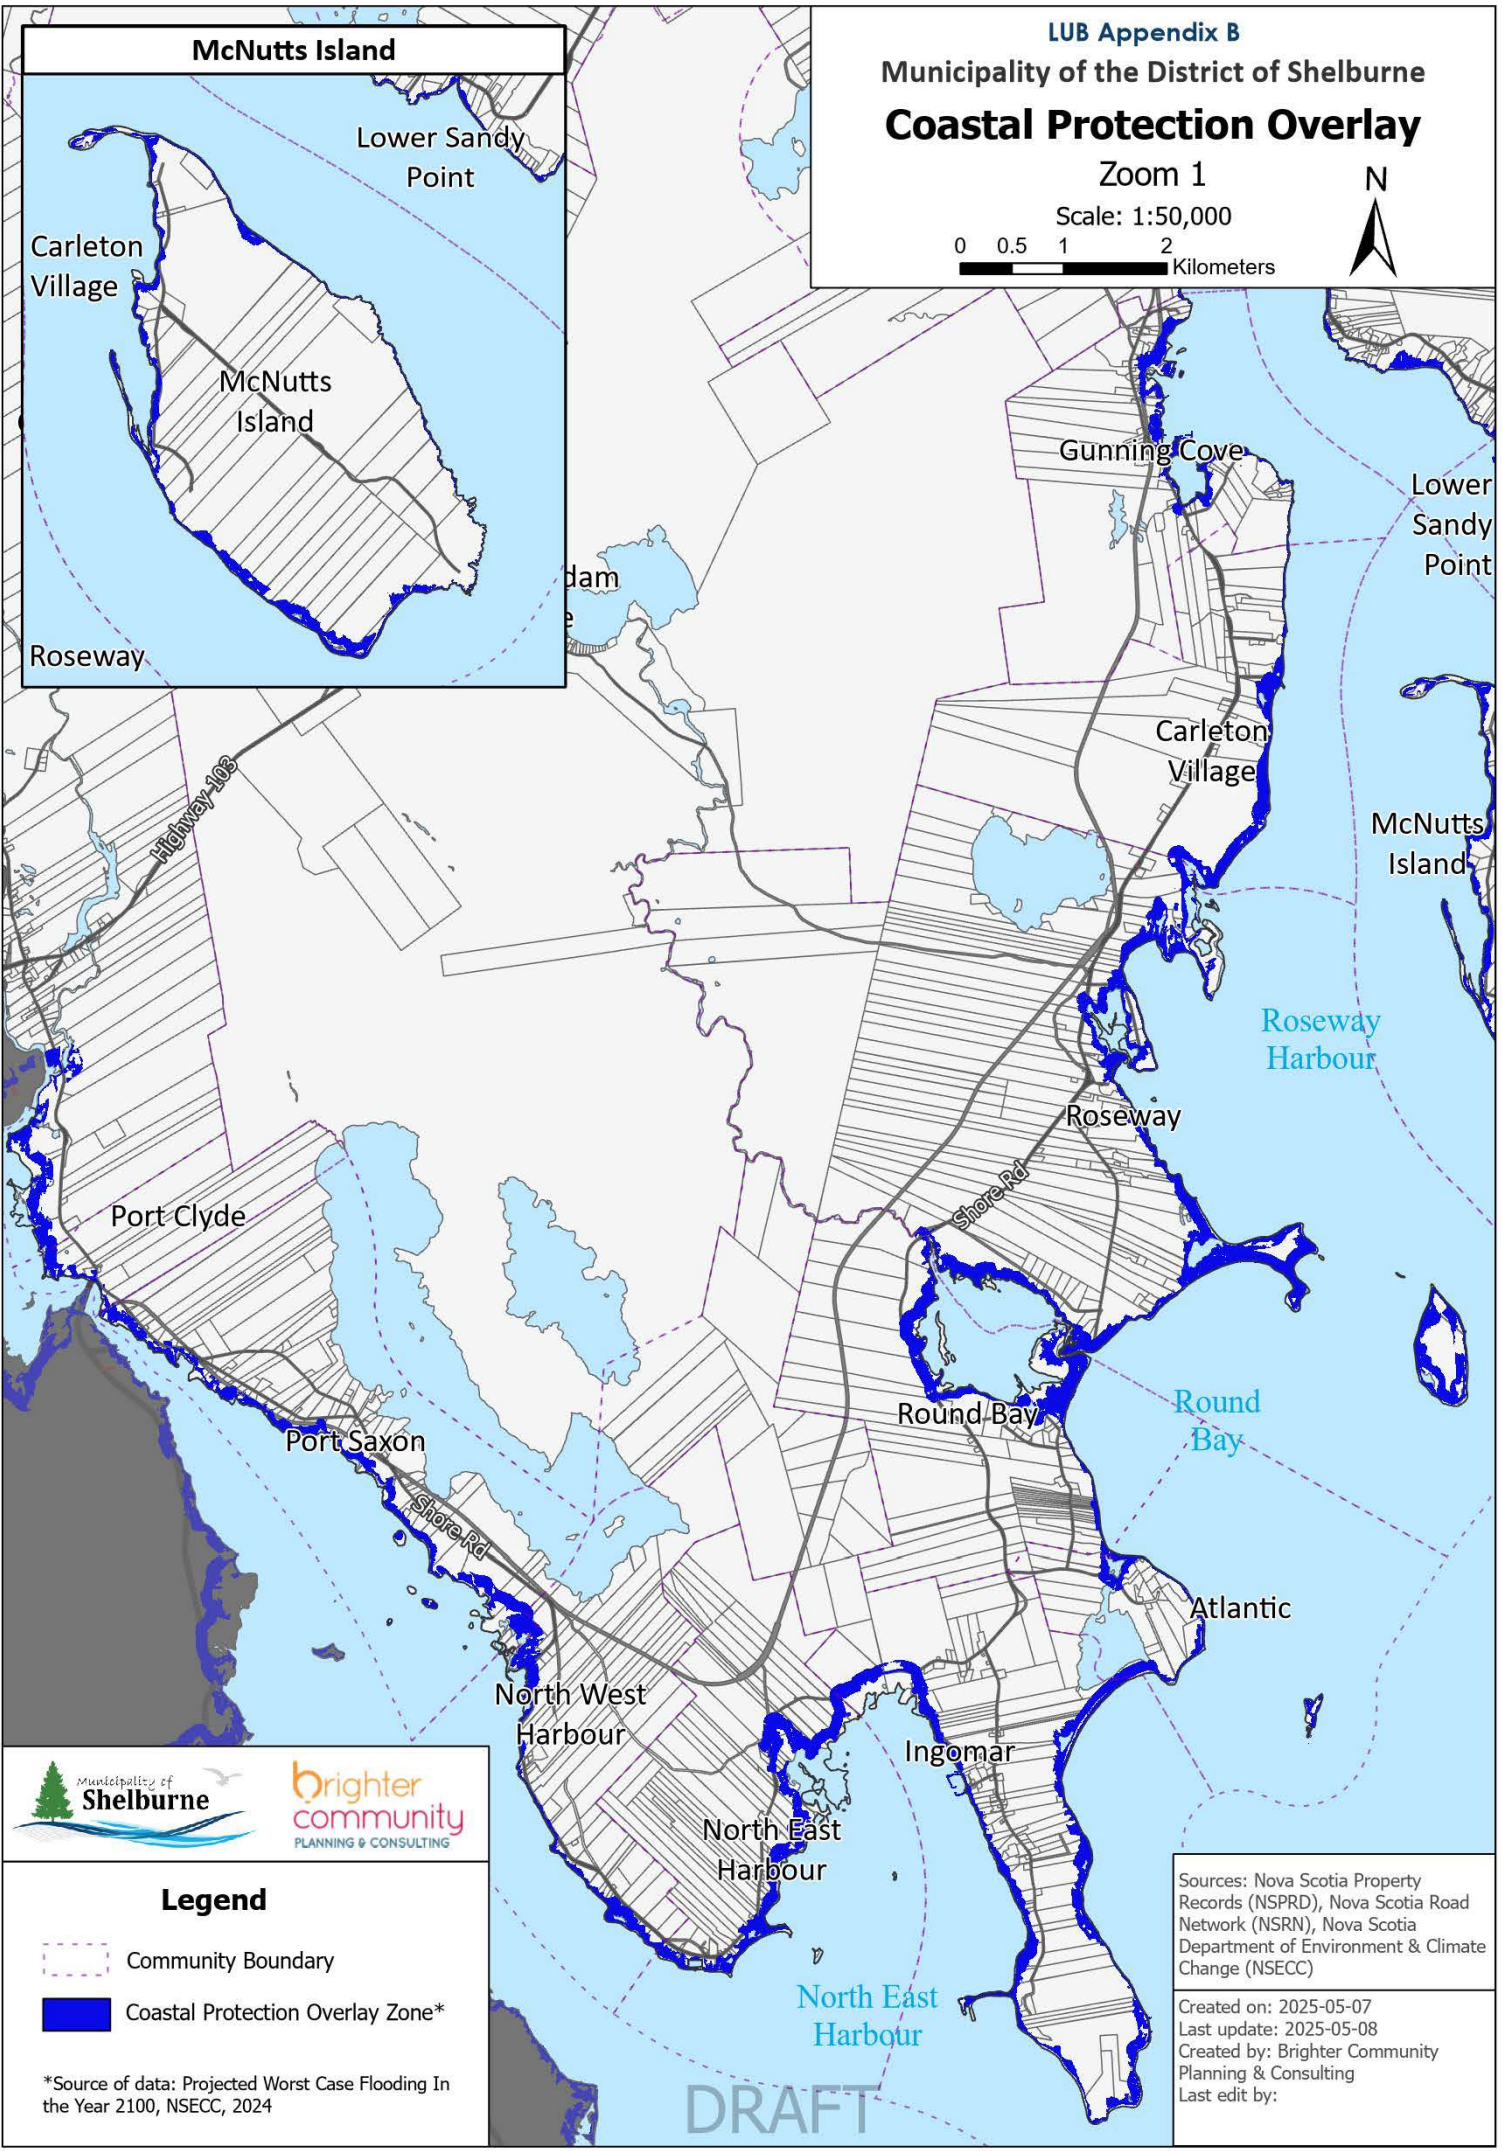 McNutts Island
Lower Sandy
Point
Carleton
Village
McNutts
Island
Roseway
LUB Appendix B
Municipality of the District of Shelburne
Coastal Protection Overlay
Zoom 1
Scale: 1:50,000
0 0.5 1 2
Kilometers
N
Gunning Cove
Lower
Sandy
Point
dam
e
Carleton
Village
Highway 103
McNutts
Island
Roseway
Harbour
Roseway
Shore Rd
Port Clyde
Round Bay
Round
Bay
Port Saxon
Shore Rd
Atlantic
North West
Harbour
Ingomar
North East
Harbour
North East
Harbour
Municipality of
Shelburne
brighter
community
PLANNING & CONSULTING
Legend
Community Boundary
Coastal Protection Overlay Zone*
*Source of data: Projected Worst Case Flooding In
the Year 2100, NSECC, 2024
DRAFT
Sources: Nova Scotia Property
Records (NSPRD), Nova Scotia Road
Network (NSRN), Nova Scotia
Department of Environment & Climate
Change (NSECC)
Created on: 2025-05-07
Last update: 2025-05-08
Created by: Brighter Community
Planning & Consulting
Last edit by: